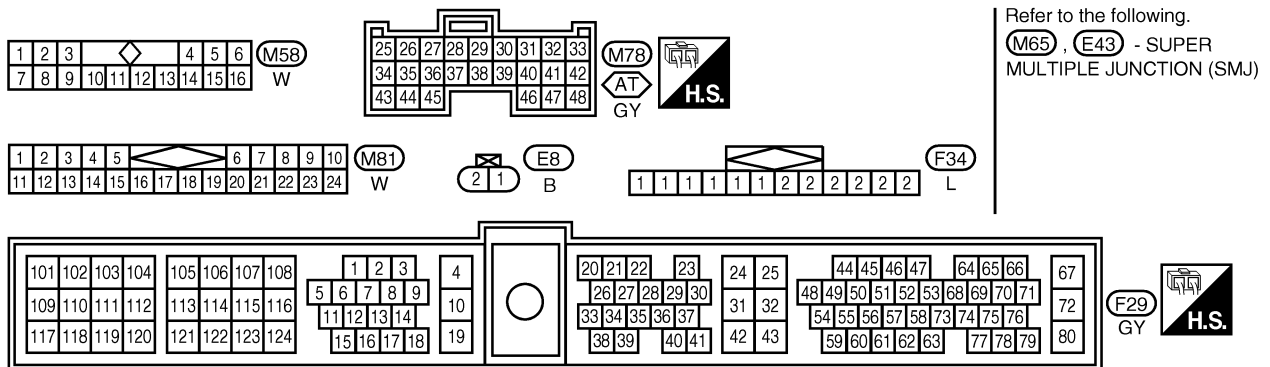 1 2 3 4 5 6 M58
7 8 9 10 11 12 13 14 15 16 W
25 26 27 28 29 30 31 32 33 M78
34 35 36 37 38 39 40 41 42 AT
43 44 45 46 47 48 GY
H.S.
Refer to the following.
M65 , E43 - SUPER
MULTIPLE JUNCTION (SMJ)
1 2 3 4 5 6 7 8 9 10 M81
11 12 13 14 15 16 17 18 19 20 21 22 23 24 W
2 1 E8
B
F34
1 1 1 1 1 1 2 2 2 2 2 2 L
101 102 103 104 105 106 107 108 1 2 3 4 20 21 22 23 24 25 44 45 46 47 64 65 66 67
5 6 7 8 9 26 27 28 29 30 48 49 50 51 52 53 68 69 70 71
109 110 111 112 113 114 115 116 10 31 32 72 F29
11 12 13 14 33 34 35 36 37 54 55 56 57 58 73 74 75 76 GY
117 118 119 120 121 122 123 124 15 16 17 18 19 38 39 40 41 42 43 59 60 61 62 63 77 78 79 80
H.S.